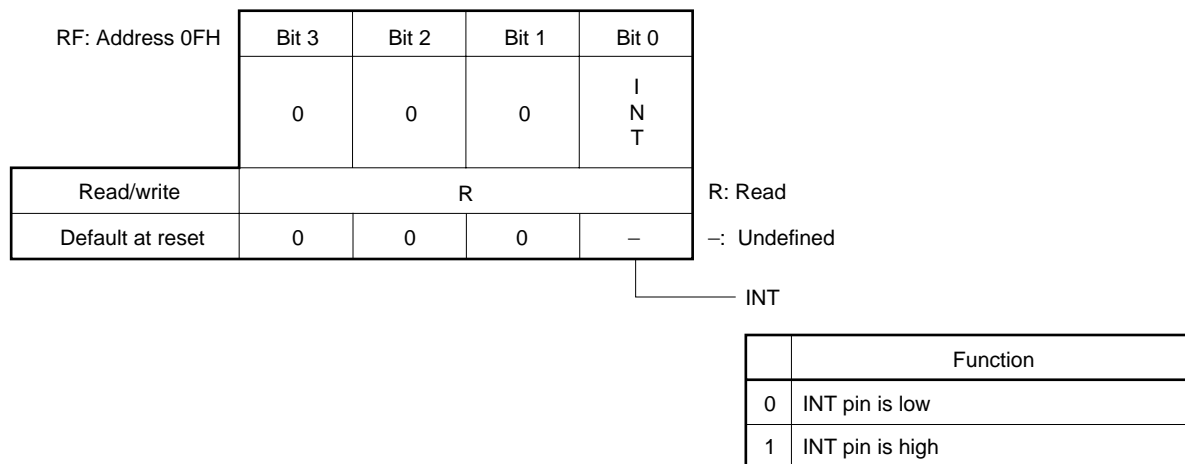 RF: Address 0FH Bit 3 Bit 2 Bit 1 Bit 0
0 0 0 INT
Read/write R R: Read
Default at reset 0 0 0 – –: Undefined
INT
Function
0 INT pin is low
1 INT pin is high